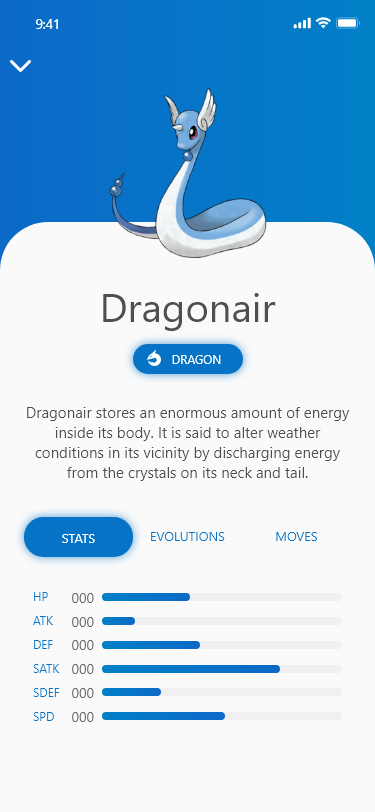 9:41
Dragonair
DRAGON
Dragonair stores an enormous amount of energy
inside its body. It is said to alter weather
conditions in its vicinity by discharging energy
from the crystals on its neck and tail.
STATS EVOLUTIONS MOVES
HP 000
ATK 000
DEF 000
SATK 000
SDEF 000
SPD 000